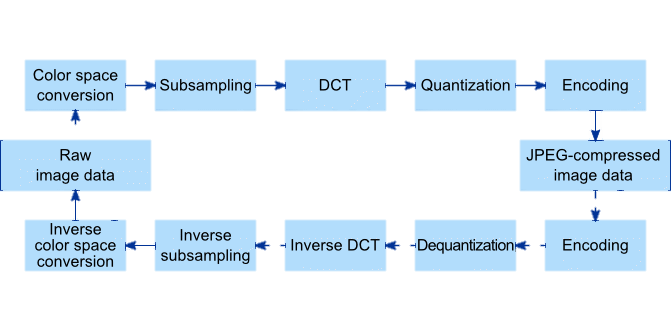 Color space
conversion
Subsampling
DCT
Quantization
Encoding
Raw
image data
JPEG-compressed
image data
Inverse
color space
conversion
Inverse
subsampling
Inverse DCT
Dequantization
Encoding